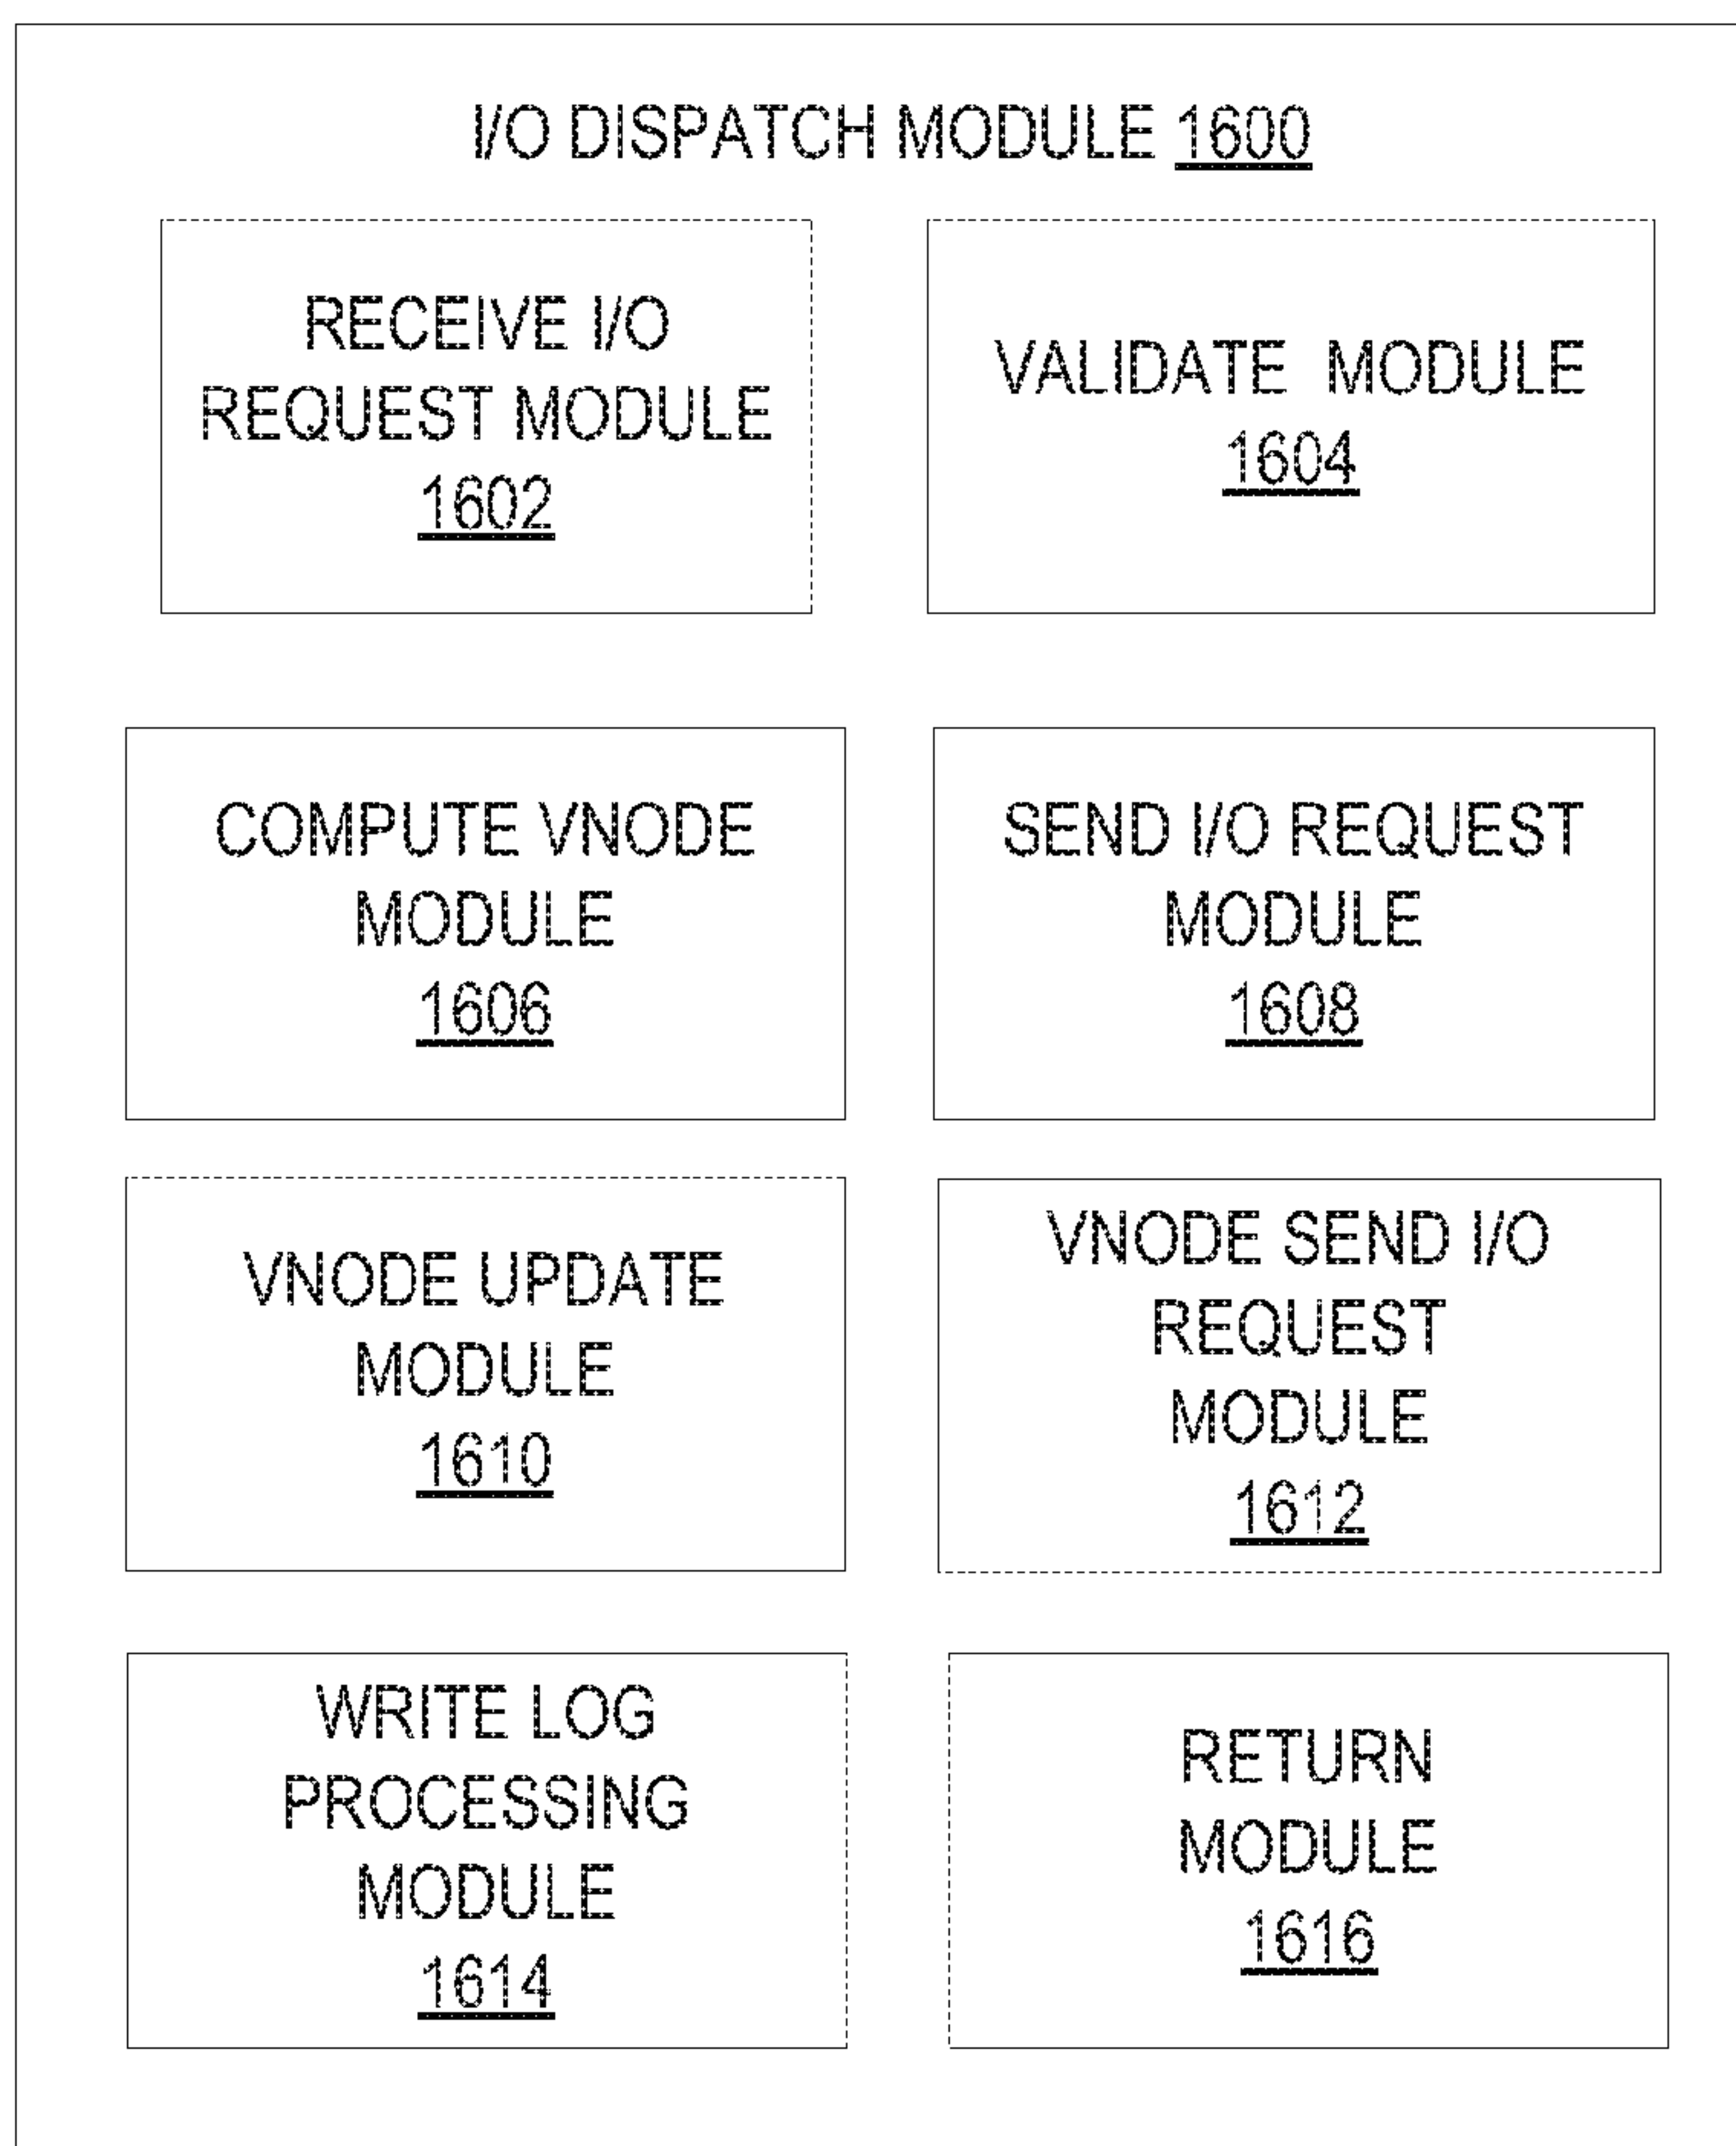 I/O DISPATCH MODULE 1600
RECEIVE I/O
REQUEST MODULE
1602
VALIDATE MODULE
1604
COMPUTE VNODE
MODULE
1606
SEND I/O REQUEST
MODULE
1608
VNODE UPDATE
MODULE
1610
VNODE SEND I/O
REQUEST
MODULE
1612
WRITE LOG
PROCESSING
MODULE
1614
RETURN
MODULE
1616